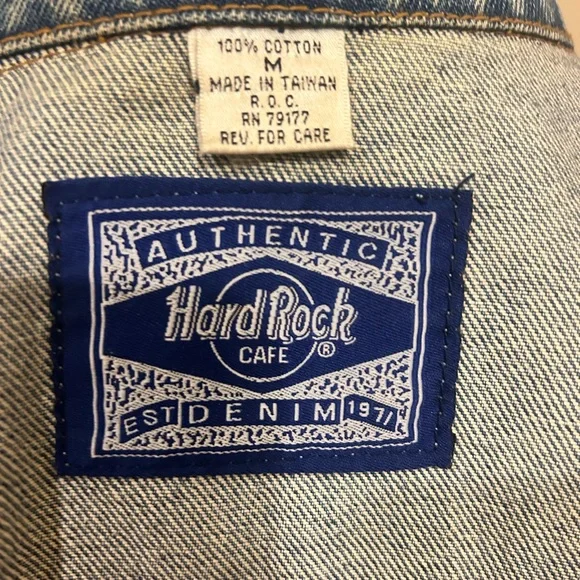 100% COTTON
M
MADE IN TAIWAN
R.O.C.
RN 79177
REV. FOR CARE
AUTHENTIC
Hard Rock
CAFE ®
EST DENIM 1971